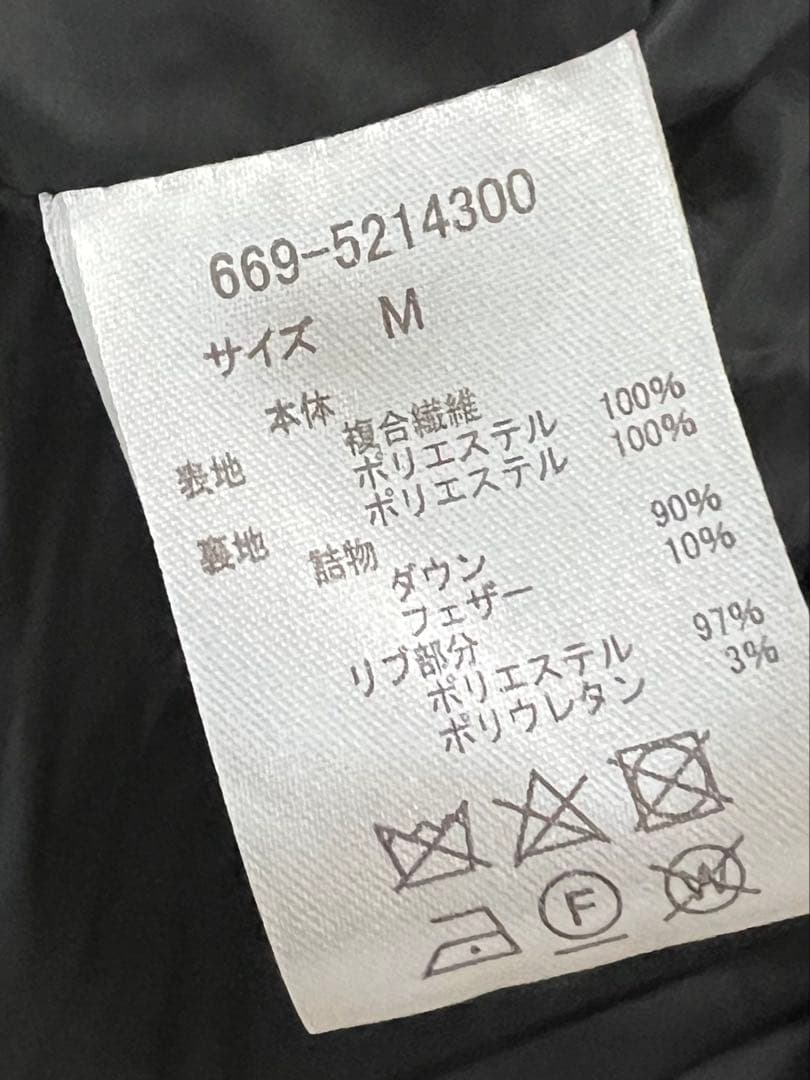 669-5214300
サイズ M
本体
表地 複合繊維
ポリエステル 100%
ポリエステル 100%
裏地 詰物
ダウン 90%
フェザー 10%
リブ部分
ポリエステル 97%
ポリウレタン 3%
F W